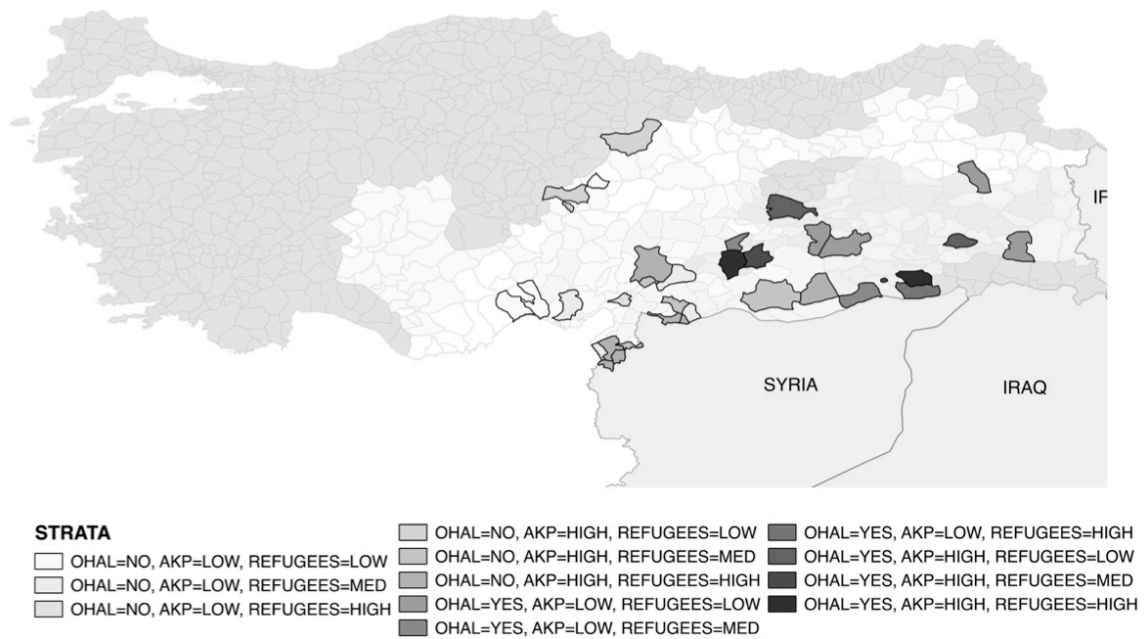 IF
SYRIA
IRAQ
STRATA
OHAL=NO, AKP=LOW, REFUGEES=LOW
OHAL=NO, AKP=LOW, REFUGEES=MED
OHAL=NO, AKP=LOW, REFUGEES=HIGH
OHAL=NO, AKP=HIGH, REFUGEES=LOW
OHAL=NO, AKP=HIGH, REFUGEES=MED
OHAL=NO, AKP=HIGH, REFUGEES=HIGH
OHAL=YES, AKP=LOW, REFUGEES=LOW
OHAL=YES, AKP=LOW, REFUGEES=MED
OHAL=YES, AKP=LOW, REFUGEES=HIGH
OHAL=YES, AKP=HIGH, REFUGEES=LOW
OHAL=YES, AKP=HIGH, REFUGEES=MED
OHAL=YES, AKP=HIGH, REFUGEES=HIGH